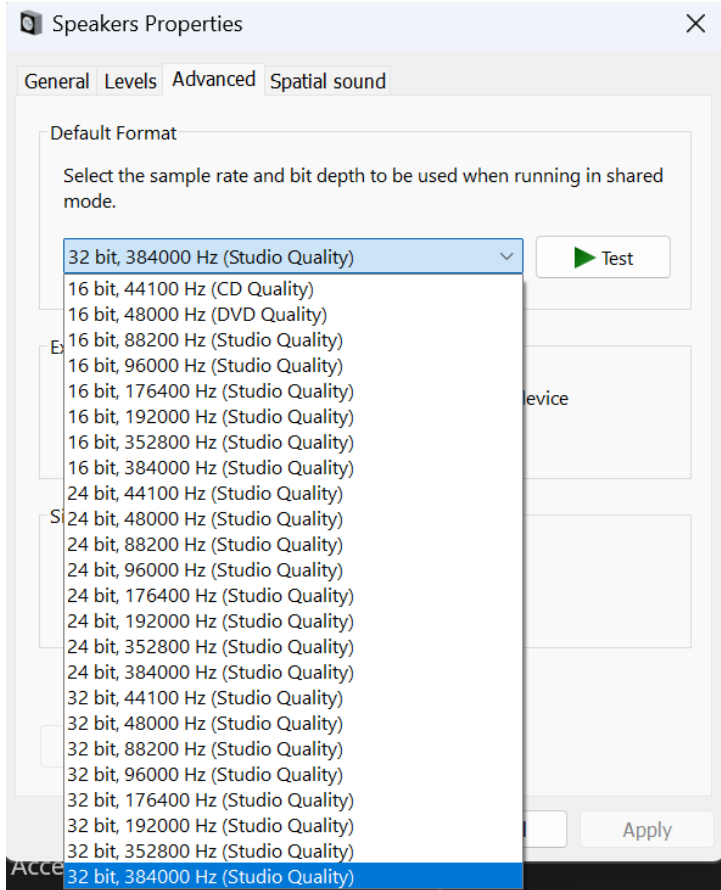 Speakers Properties
General Levels Advanced Spatial sound
Default Format
Select the sample rate and bit depth to be used when running in shared
mode.
32 bit, 384000 Hz (Studio Quality)
Test
16 bit, 44100 Hz (CD Quality)
16 bit, 48000 Hz (DVD Quality)
16 bit, 88200 Hz (Studio Quality)
16 bit, 96000 Hz (Studio Quality)
16 bit, 176400 Hz (Studio Quality)
16 bit, 192000 Hz (Studio Quality)
16 bit, 352800 Hz (Studio Quality)
16 bit, 384000 Hz (Studio Quality)
24 bit, 44100 Hz (Studio Quality)
24 bit, 48000 Hz (Studio Quality)
24 bit, 88200 Hz (Studio Quality)
24 bit, 96000 Hz (Studio Quality)
24 bit, 176400 Hz (Studio Quality)
24 bit, 192000 Hz (Studio Quality)
24 bit, 352800 Hz (Studio Quality)
24 bit, 384000 Hz (Studio Quality)
32 bit, 44100 Hz (Studio Quality)
32 bit, 48000 Hz (Studio Quality)
32 bit, 88200 Hz (Studio Quality)
32 bit, 96000 Hz (Studio Quality)
32 bit, 176400 Hz (Studio Quality)
32 bit, 192000 Hz (Studio Quality)
32 bit, 352800 Hz (Studio Quality)
32 bit, 384000 Hz (Studio Quality)
Apply